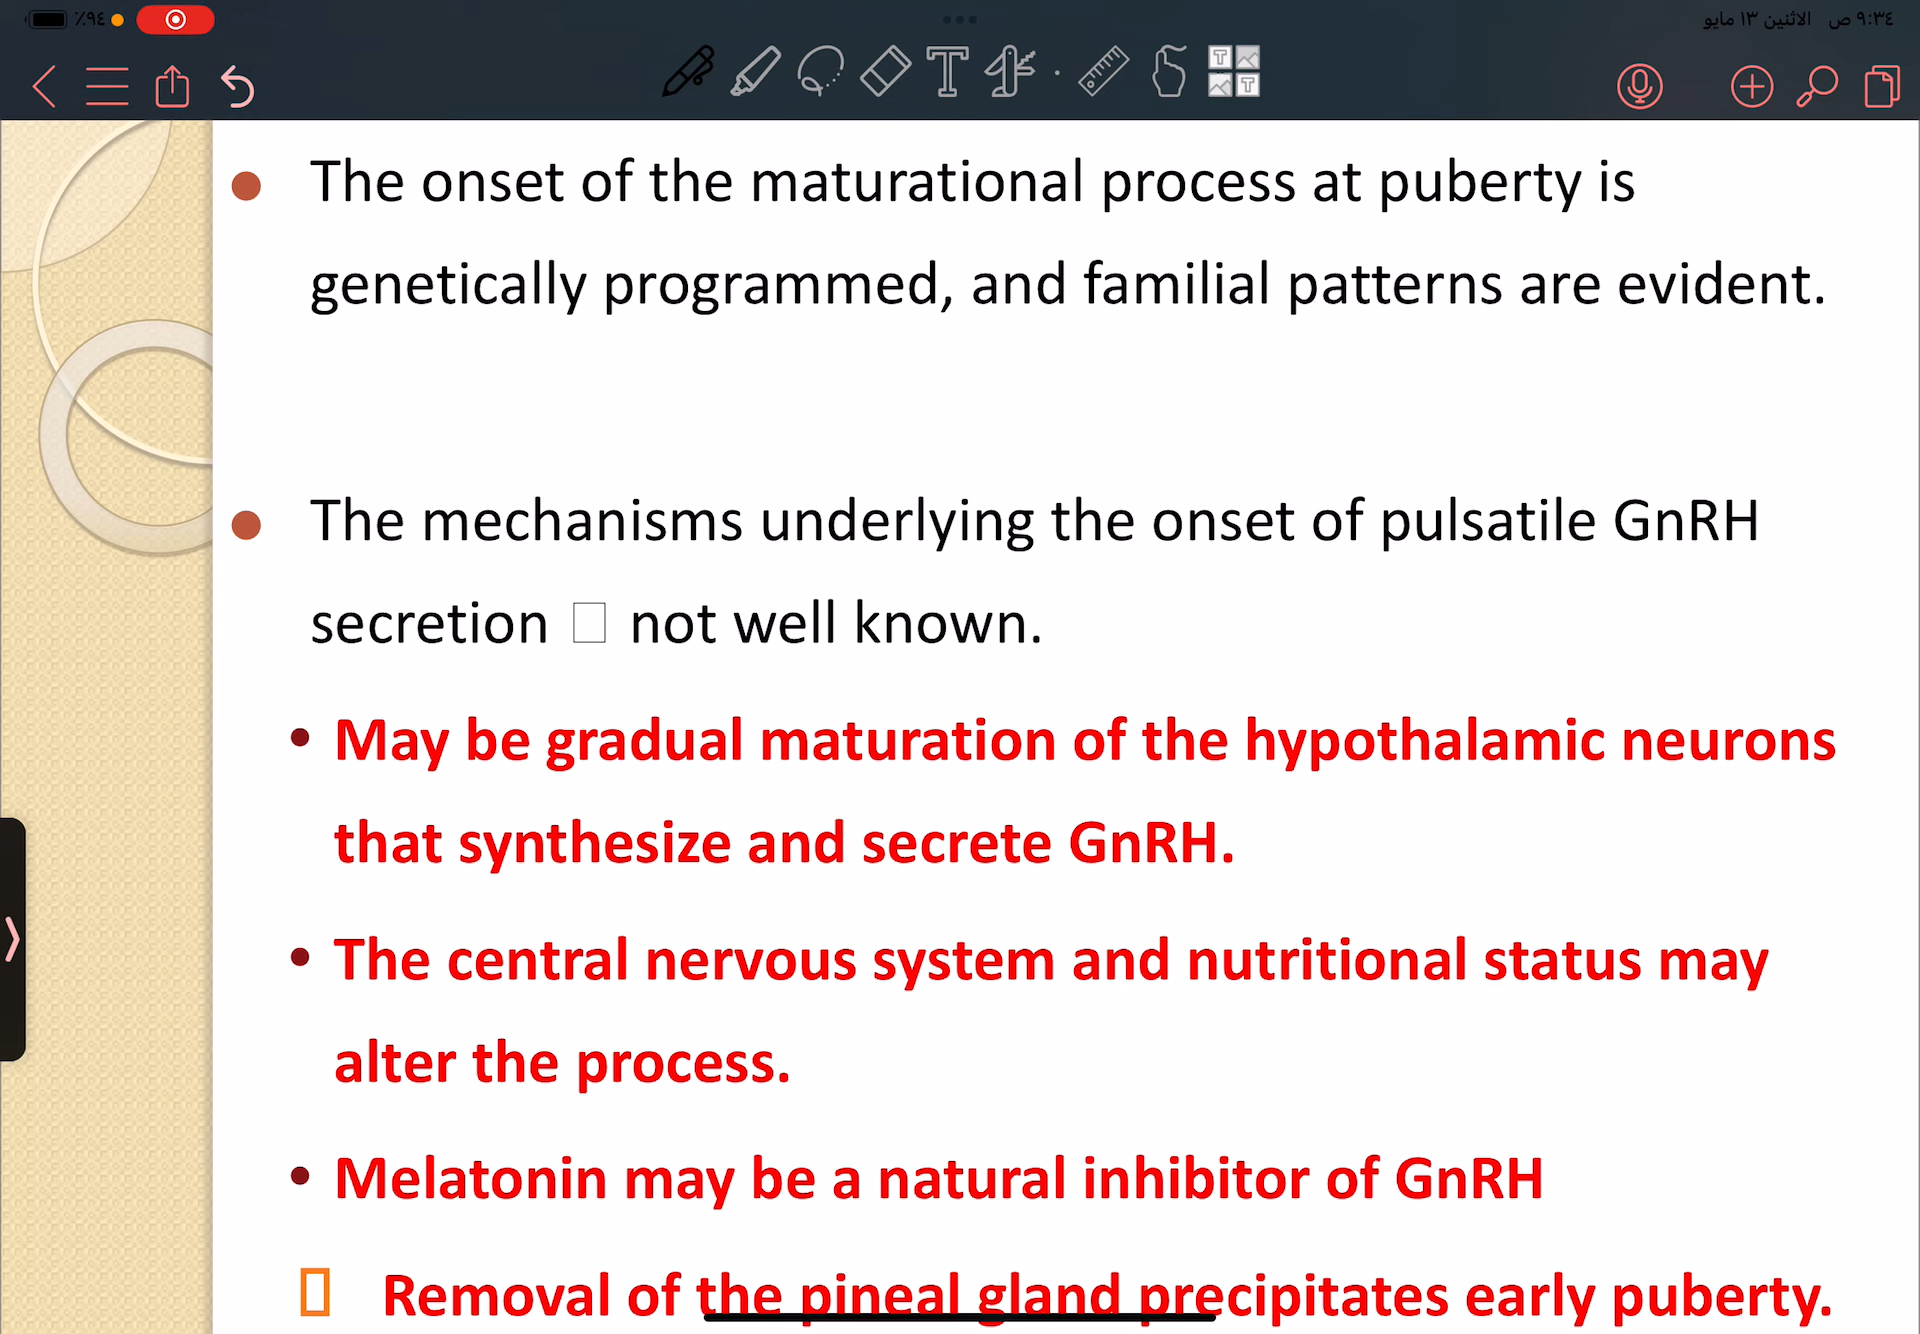 ٪٩٤
٩:٣٤ ص الاثنين ١٣ مايو
The onset of the maturational process at puberty is
genetically programmed, and familial patterns are evident.
The mechanisms underlying the onset of pulsatile GnRH
secretion □ not well known.
• May be gradual maturation of the hypothalamic neurons
that synthesize and secrete GnRH.
• The central nervous system and nutritional status may
alter the process.
• Melatonin may be a natural inhibitor of GnRH
▯ Removal of the pineal gland precipitates early puberty.